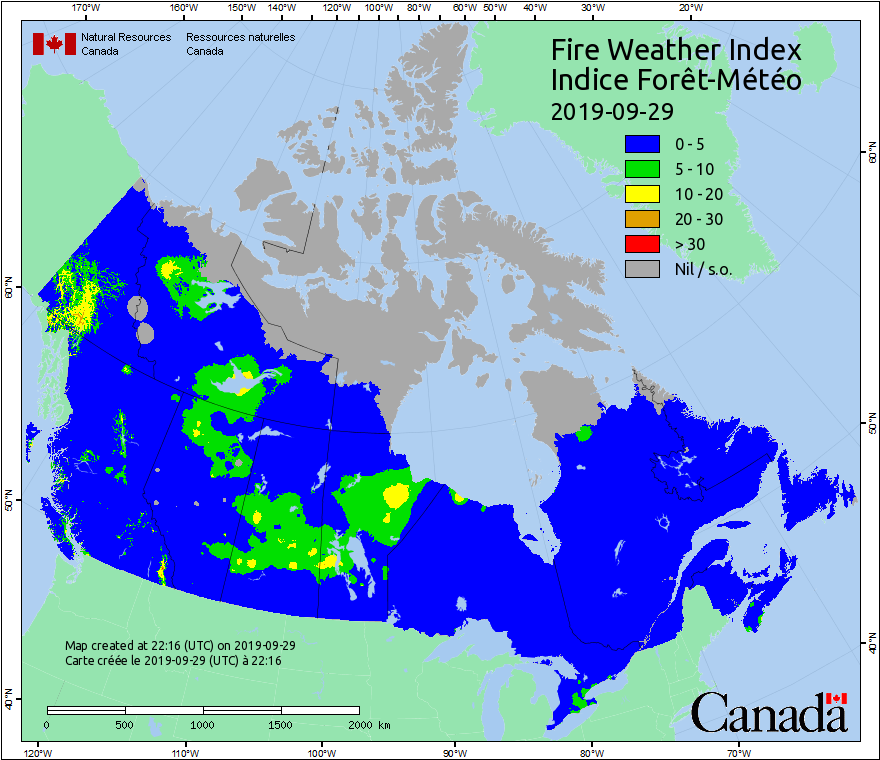 170°W 160°W 150°W 140°W 130°W 120°W 110°W 100°W 90°W 80°W 70°W 60°W 50°W 40°W 30°W 20°W
Natural Resources Ressources naturelles
Canada Canada
Fire Weather Index
Indice Forêt-Météo
2019-09-29
0 - 5
5 - 10
10 - 20
20 - 30
> 30
Nil / s.o.
60°N
60°N
50°N
50°N
40°N
40°N
Map created at 22:16 (UTC) on 2019-09-29
Carte créée le 2019-09-29 (UTC) à 22:16
0 500 1000 1500 2000 km
Canada
120°W 110°W 100°W 90°W 80°W 70°W